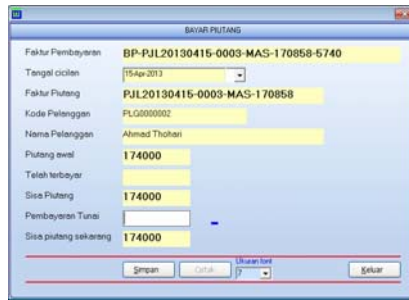 BAYAR PIUTANG
Faktur Pembayaran BP-PJL20130415-0003-MAS-170858-5740
Tangal cicilan 15-Apr-2013
Faktur Piutang PJL20130415-0003-MAS-170858
Kode Pelanggan PLG0000002
Nama Pelanggan Ahmad Thohari
Piutang awal 174000
Telah terbayar
Sisa Piutang 174000
Pembayaran Tunai
Sisa piutang sekarang 174000
Ukuran font
Simpan Cetak 7 Keluar